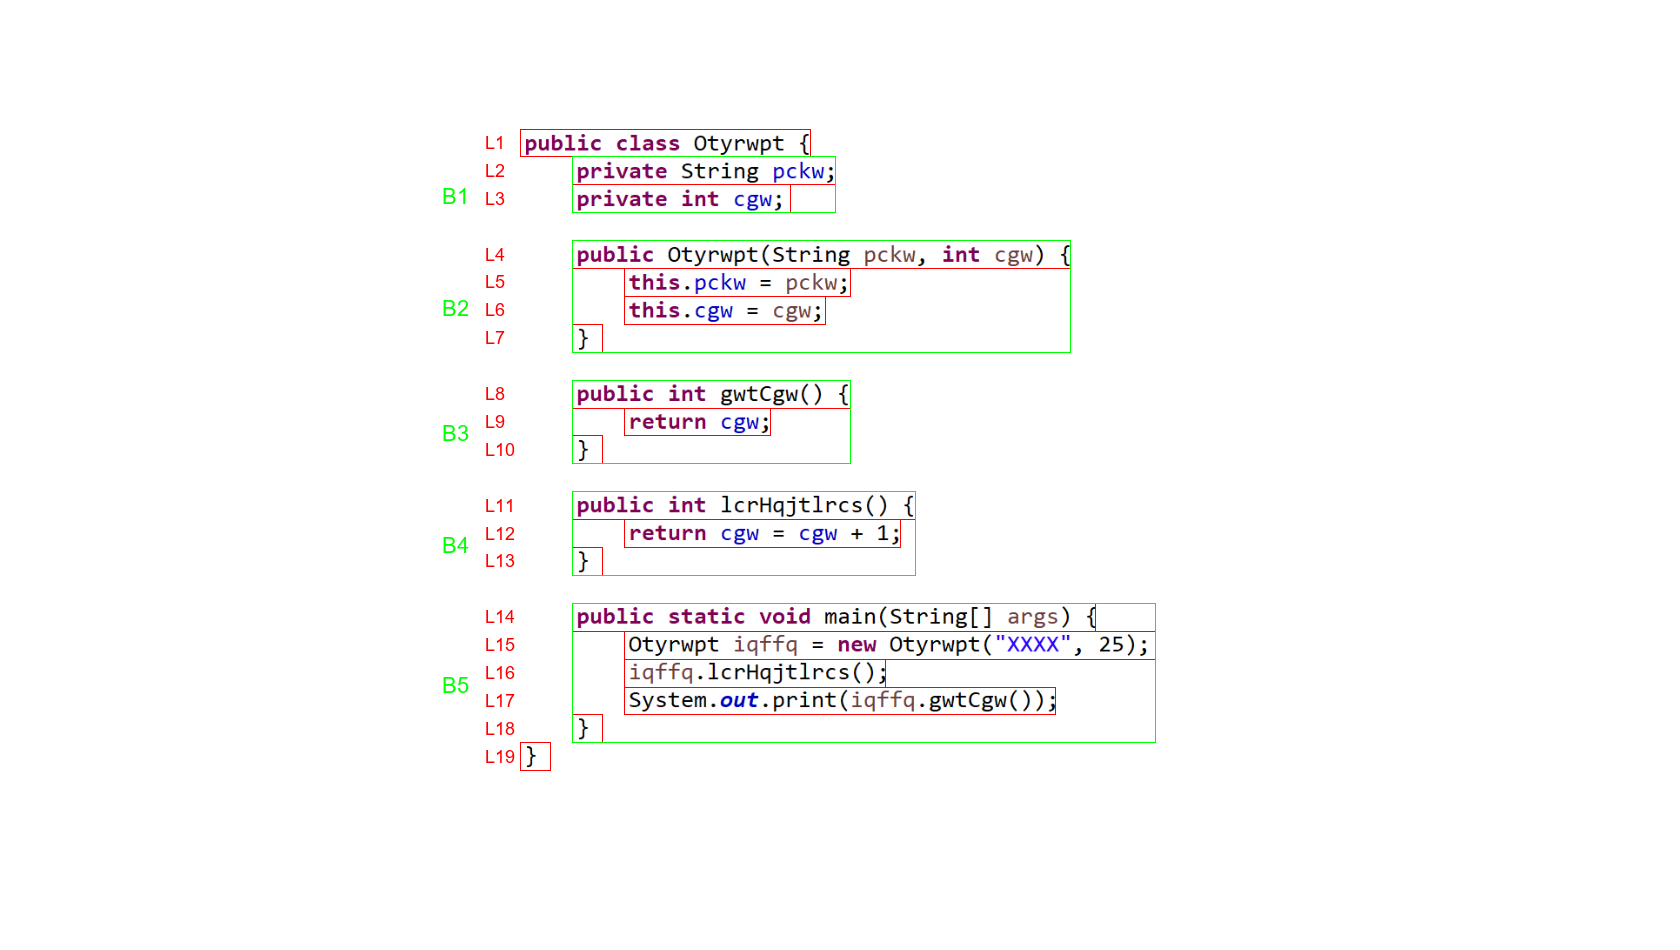 L1 public class Otyrwpt {
L2 private String pckw;
B1 L3 private int cgw;
L4 public Otyrwpt(String pckw, int cgw) {
L5 this.pckw = pckw;
B2 L6 this.cgw = cgw;
L7 }
L8 public int gwtCgw() {
L9 return cgw;
B3 L10 }
L11 public int lcrHqjtlrcs() {
L12 return cgw = cgw + 1;
B4 L13 }
L14 public static void main(String[] args) {
L15 Otyrwpt iqffq = new Otyrwpt("XXXX", 25);
L16 iqffq.lcrHqjtlrcs();
B5 L17 System.out.print(iqffq.gwtCgw());
L18 }
L19 }